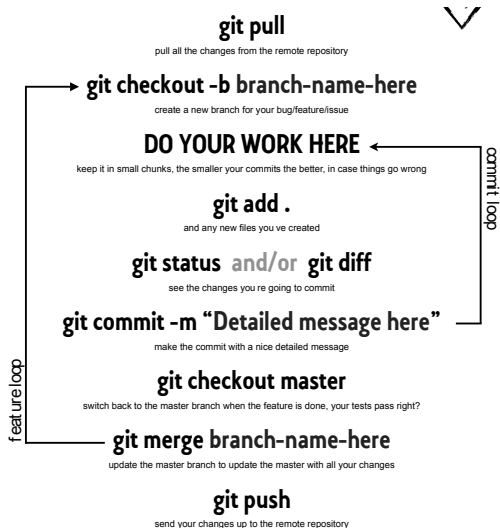 git pull
pull all the changes from the remote repository
git checkout -b branch-name-here
create a new branch for your bug/feature/issue
DO YOUR WORK HERE
keep it in small chunks, the smaller your commits the better, in case things go wrong
commit loop
git add .
and any new files you ve created
git status and/or git diff
see the changes you re going to commit
git commit -m “Detailed message here”
make the commit with a nice detailed message
git checkout master
switch back to the master branch when the feature is done, your tests pass right?
feature loop
git merge branch-name-here
update the master branch to update the master with all your changes
git push
send your changes up to the remote repository